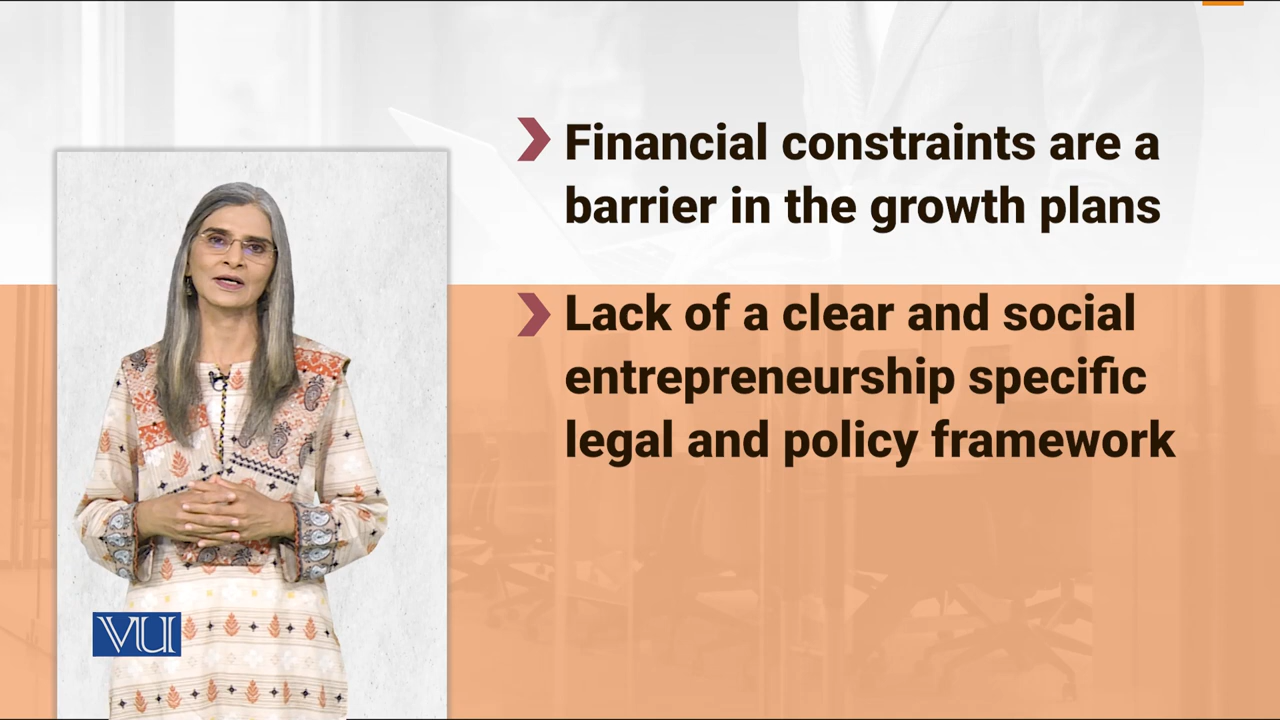 Financial constraints are a
barrier in the growth plans
Lack of a clear and social
entrepreneurship specific
legal and policy framework
VU